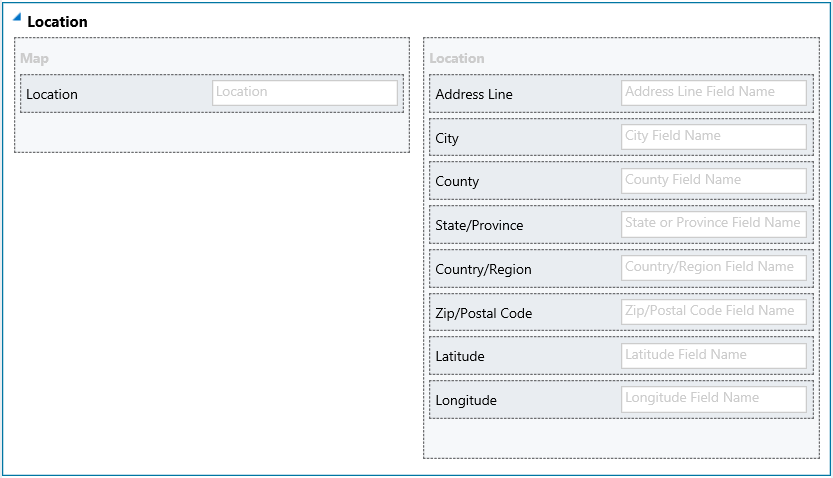 Location
Map
Location Location
Location
Address Line Address Line Field Name
City City Field Name
County County Field Name
State/Province State or Province Field Name
Country/Region Country/Region Field Name
Zip/Postal Code Zip/Postal Code Field Name
Latitude Latitude Field Name
Longitude Longitude Field Name